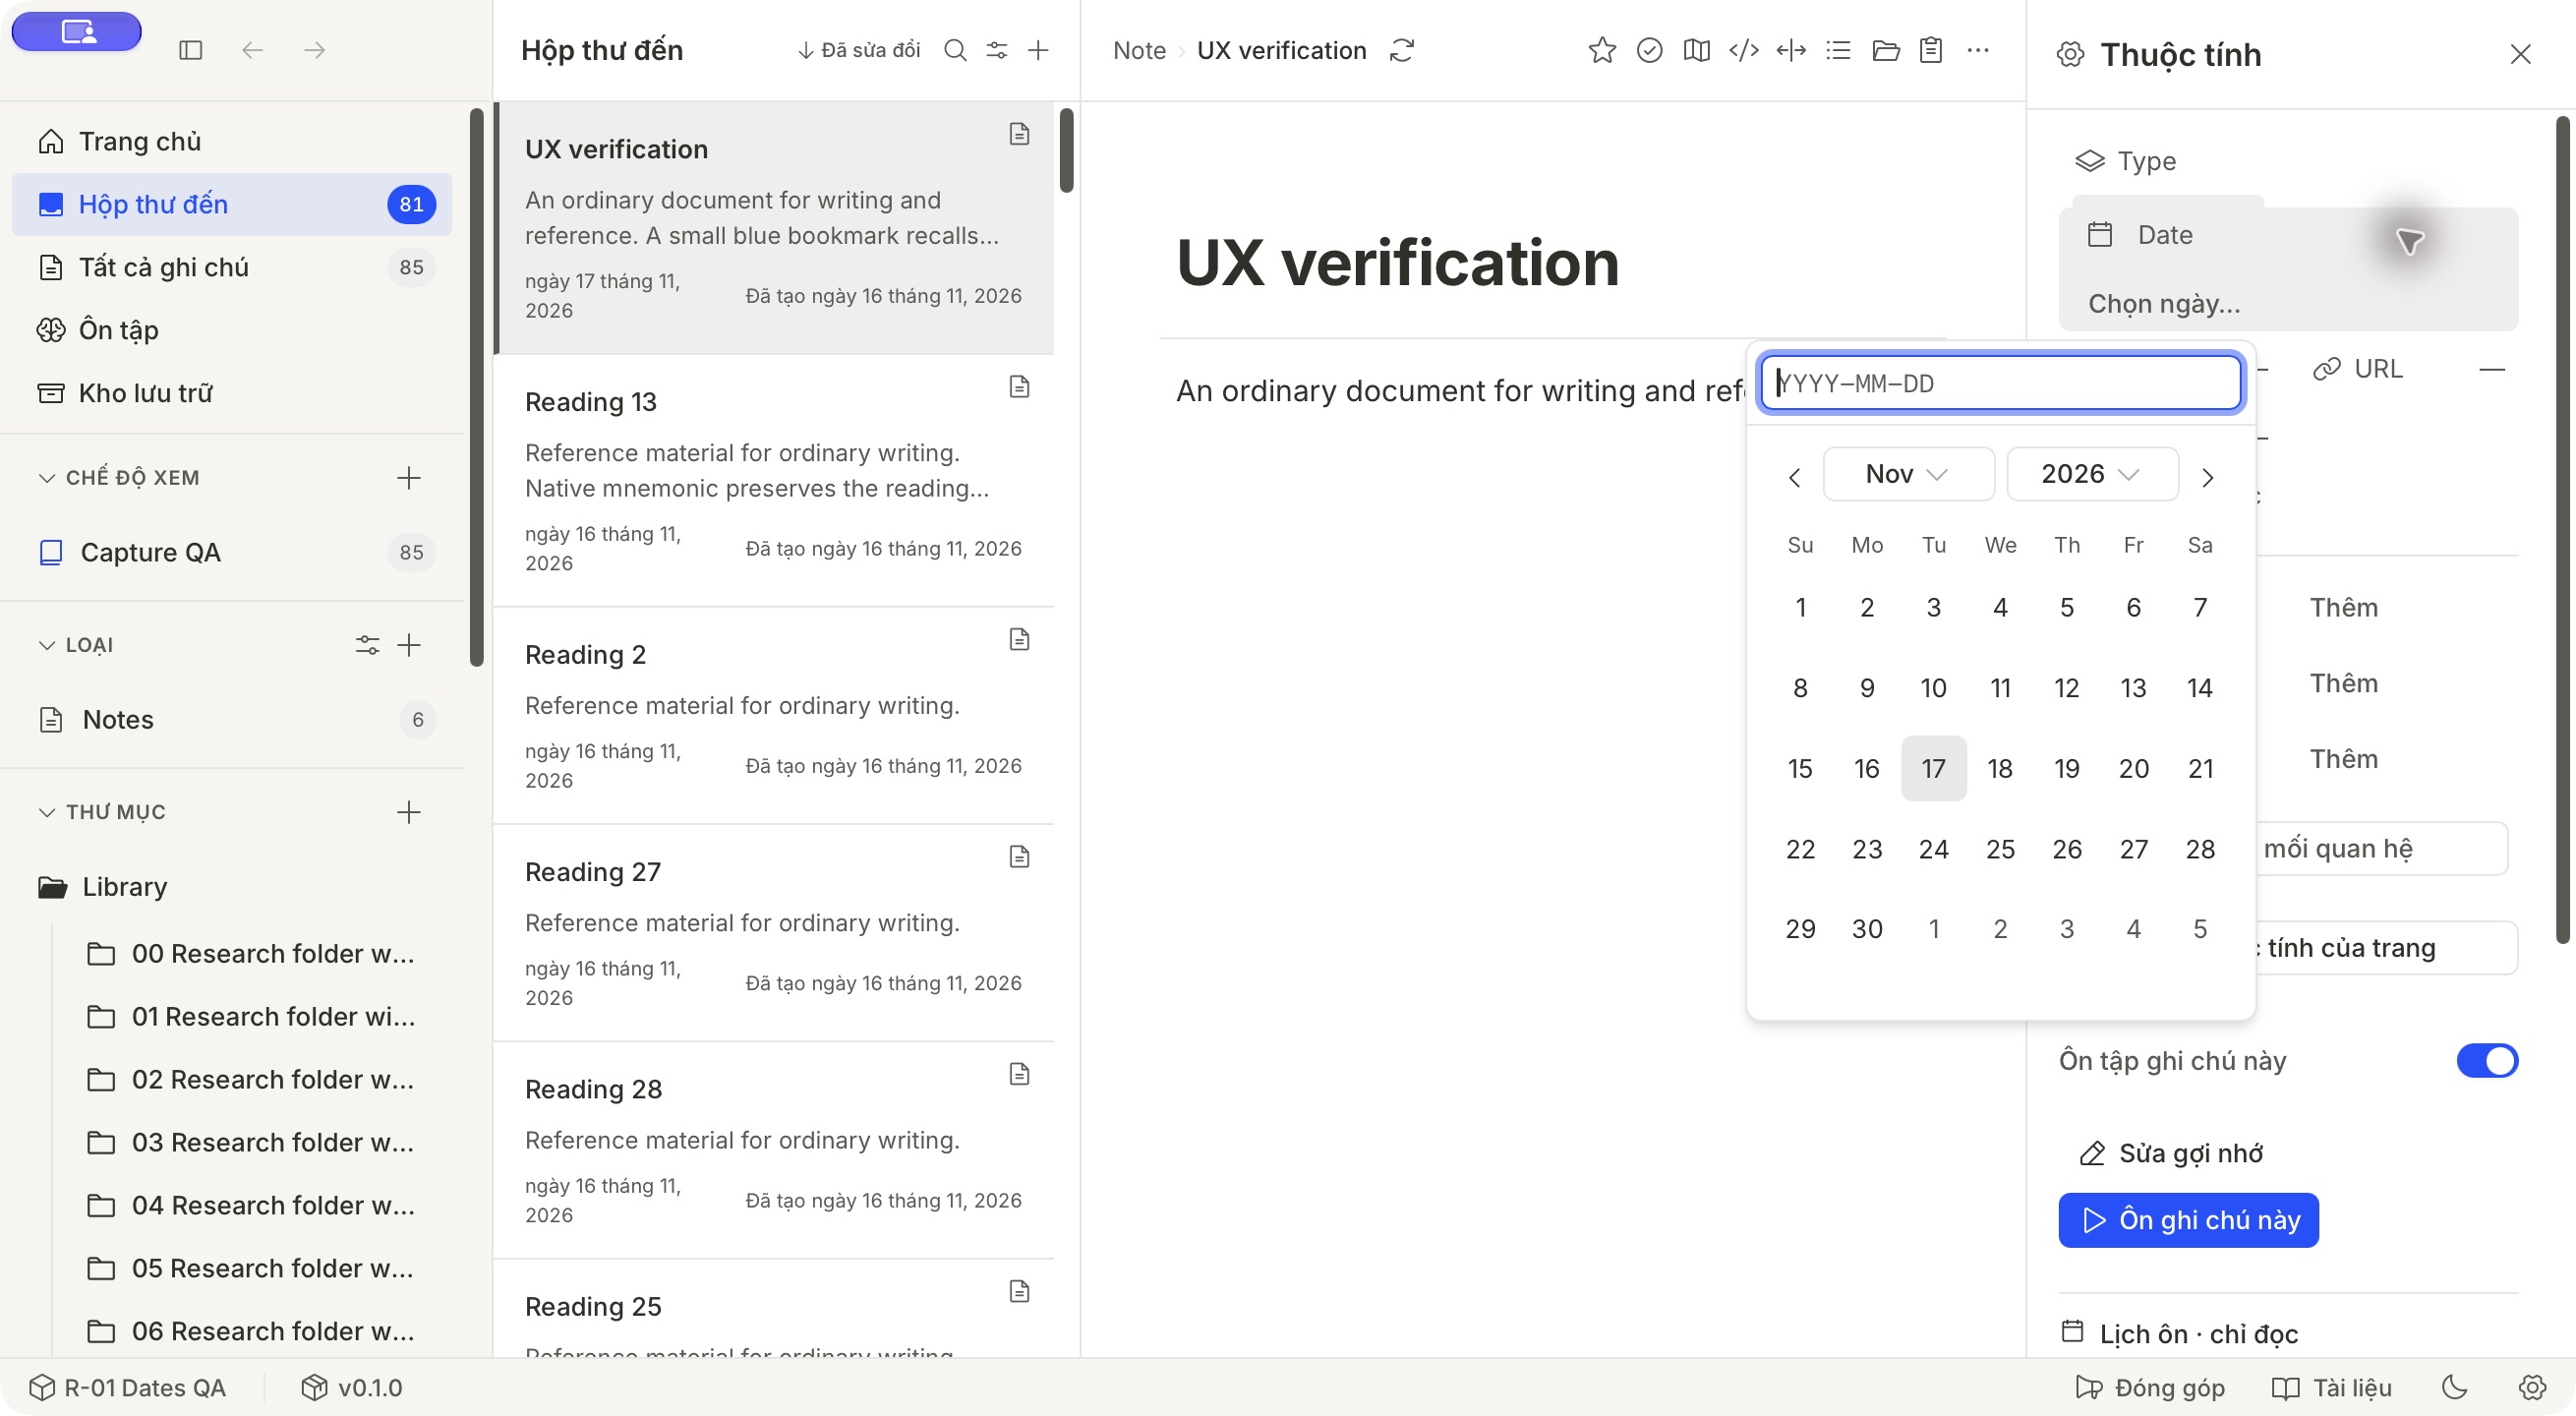 Hộp thư đến
Đã sửa đổi
Note
UX verification
Thuộc tính
Trang chủ
Hộp thư đến
81
Tất cả ghi chú
85
Ôn tập
Kho lưu trữ
CHẾ ĐỘ XEM
Capture QA
85
LOẠI
Notes
6
THƯ MỤC
Library
00 Research folder w...
01 Research folder wi...
02 Research folder w...
03 Research folder w...
04 Research folder w...
05 Research folder w...
06 Research folder w...
UX verification
An ordinary document for writing and
reference. A small blue bookmark recalls...
ngày 17 tháng 11,
2026
Đã tạo ngày 16 tháng 11, 2026
Reading 13
Reference material for ordinary writing.
Native mnemonic preserves the reading...
ngày 16 tháng 11,
2026
Đã tạo ngày 16 tháng 11, 2026
Reading 2
Reference material for ordinary writing.
ngày 16 tháng 11,
2026
Đã tạo ngày 16 tháng 11, 2026
Reading 27
Reference material for ordinary writing.
ngày 16 tháng 11,
2026
Đã tạo ngày 16 tháng 11, 2026
Reading 28
Reference material for ordinary writing.
ngày 16 tháng 11,
2026
Đã tạo ngày 16 tháng 11, 2026
Reading 25
Reference material for ordinary writing.
UX verification
An ordinary document for writing and
Type
Date
Chọn ngày...
URL
—
YYYY-MM-DD
Nov
2026
Su Mo Tu We Th Fr Sa
1 2 3 4 5 6 7
8 9 10 11 12 13 14
15 16 17 18 19 20 21
22 23 24 25 26 27 28
29 30 1 2 3 4 5
Thêm
Thêm
Thêm
mối quan hệ
tính của trang
Ôn tập ghi chú này
Sửa gợi nhớ
Ôn ghi chú này
Lịch ôn · chỉ đọc
R-01 Dates QA
v0.1.0
Đóng góp
Tài liệu